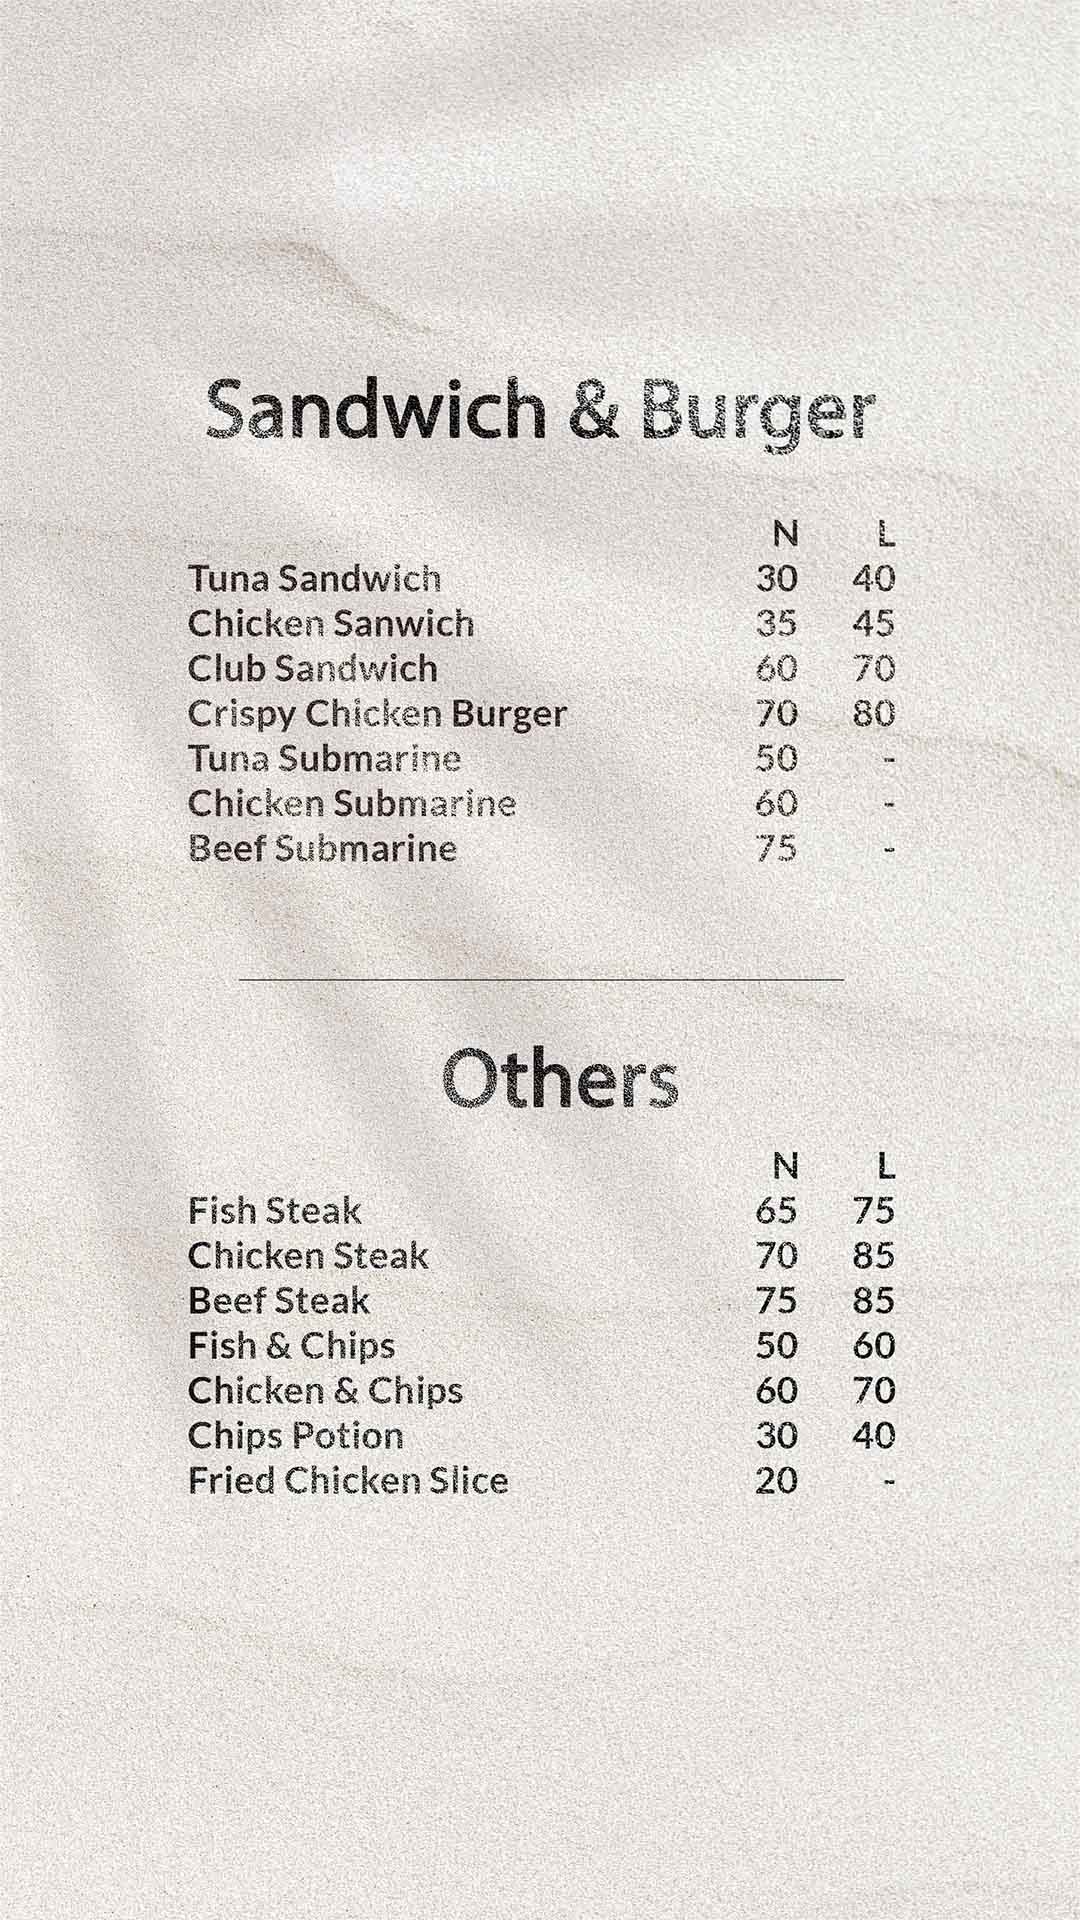 Sandwich & Burger
N L
Tuna Sandwich 30 40
Chicken Sanwich 35 45
Club Sandwich 60 70
Crispy Chicken Burger 70 80
Tuna Submarine 50 -
Chicken Submarine 60 -
Beef Submarine 75 -
Others
N L
Fish Steak 65 75
Chicken Steak 70 85
Beef Steak 75 85
Fish & Chips 50 60
Chicken & Chips 60 70
Chips Potion 30 40
Fried Chicken Slice 20 -